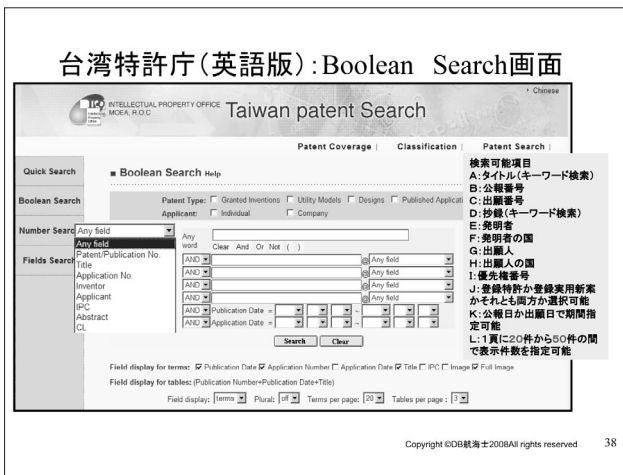 台湾特許庁（英語版）：Boolean Search画面
INTELLECTUAL PROPERTY OFFICE
MOEA, R.O.C
Taiwan patent Search
Chinese
Patent Coverage | Classification | Patent Search |
Quick Search
Boolean Search
Number Searc
Fields Search
Boolean Search Help
Patent Type: Granted Inventions Utility Models Designs Published Applicati
Applicant: Individual Company
Any field
Any field
Patent/Publication No.
Title
Application No.
Inventor
Applicant
IPC
Abstract
CL
Any word
Clear And Or Not ( )
AND @ Any field
AND @ Any field
AND @ Any field
AND @ Any field
AND Publication Date = ~
AND Application Date = ~
Search Clear
Field display for terms: Publication Date Application Number Application Date Title IPC Image Full Image
Field display for tables: (Publication Number+Publication Date+Title)
Field display: terms Plural: off Terms per page: 20 Tables per page : 3
検索可能項目
A：タイトル（キーワード検索）
B：公報番号
C：出願番号
D：抄録（キーワード検索）
E：発明者
F：発明者の国
G：出願人
H：出願人の国
I：優先権番号
J：登録特許か登録実用新案
かそれとも両方か選択可能
K：公報日か出願日で期間指
定可能
L：1頁に20件から50件の間
で表示件数を指定可能
Copyright ©DB航海士2008All rights reserved
38